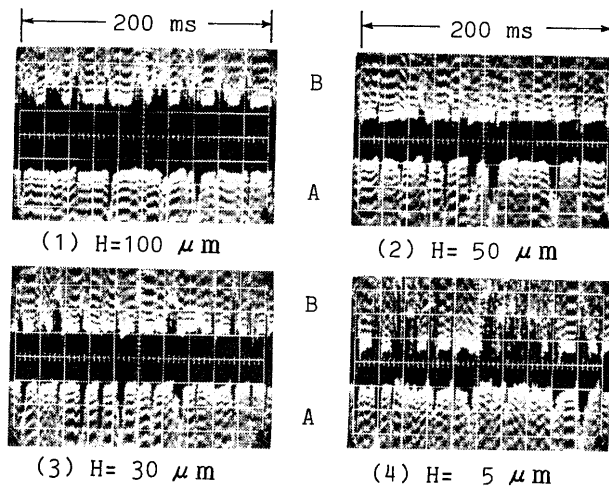 200 ms
200 ms
B
A
(1) H=100 μm
(2) H= 50 μm
B
A
(3) H= 30 μm
(4) H= 5 μm